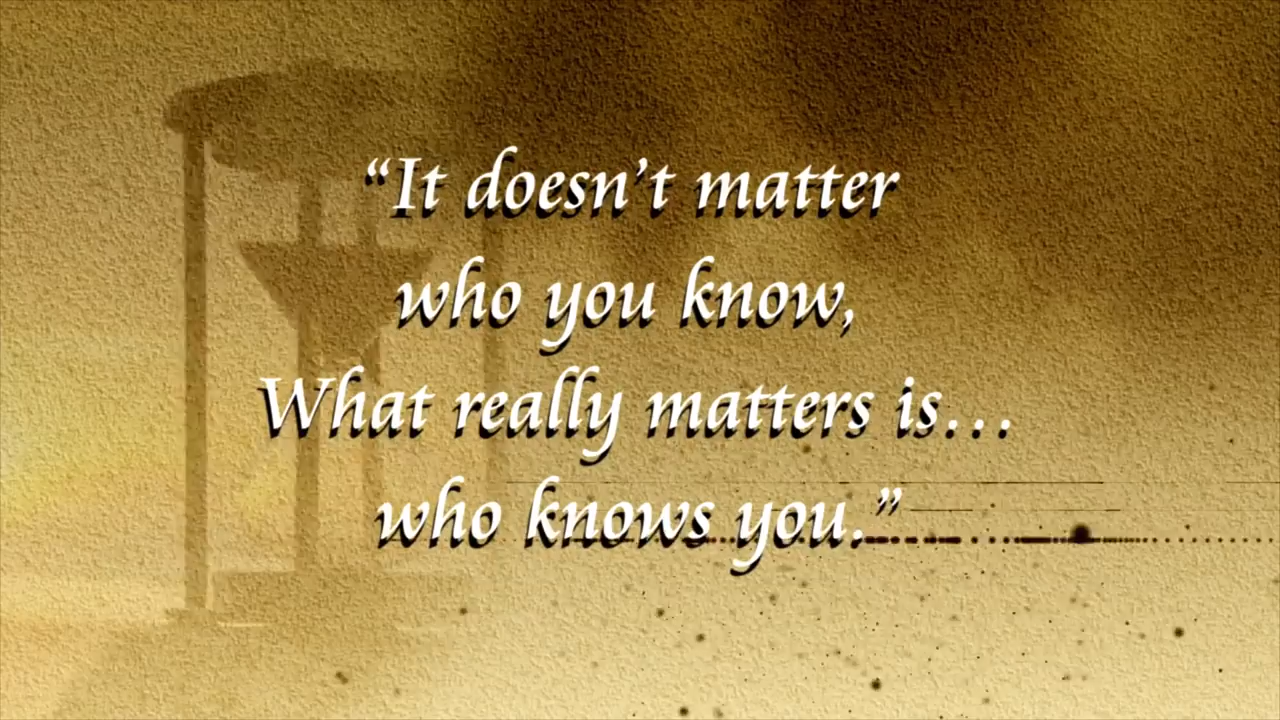 “It doesn’t matter
who you know,
What really matters is…
who knows you.”